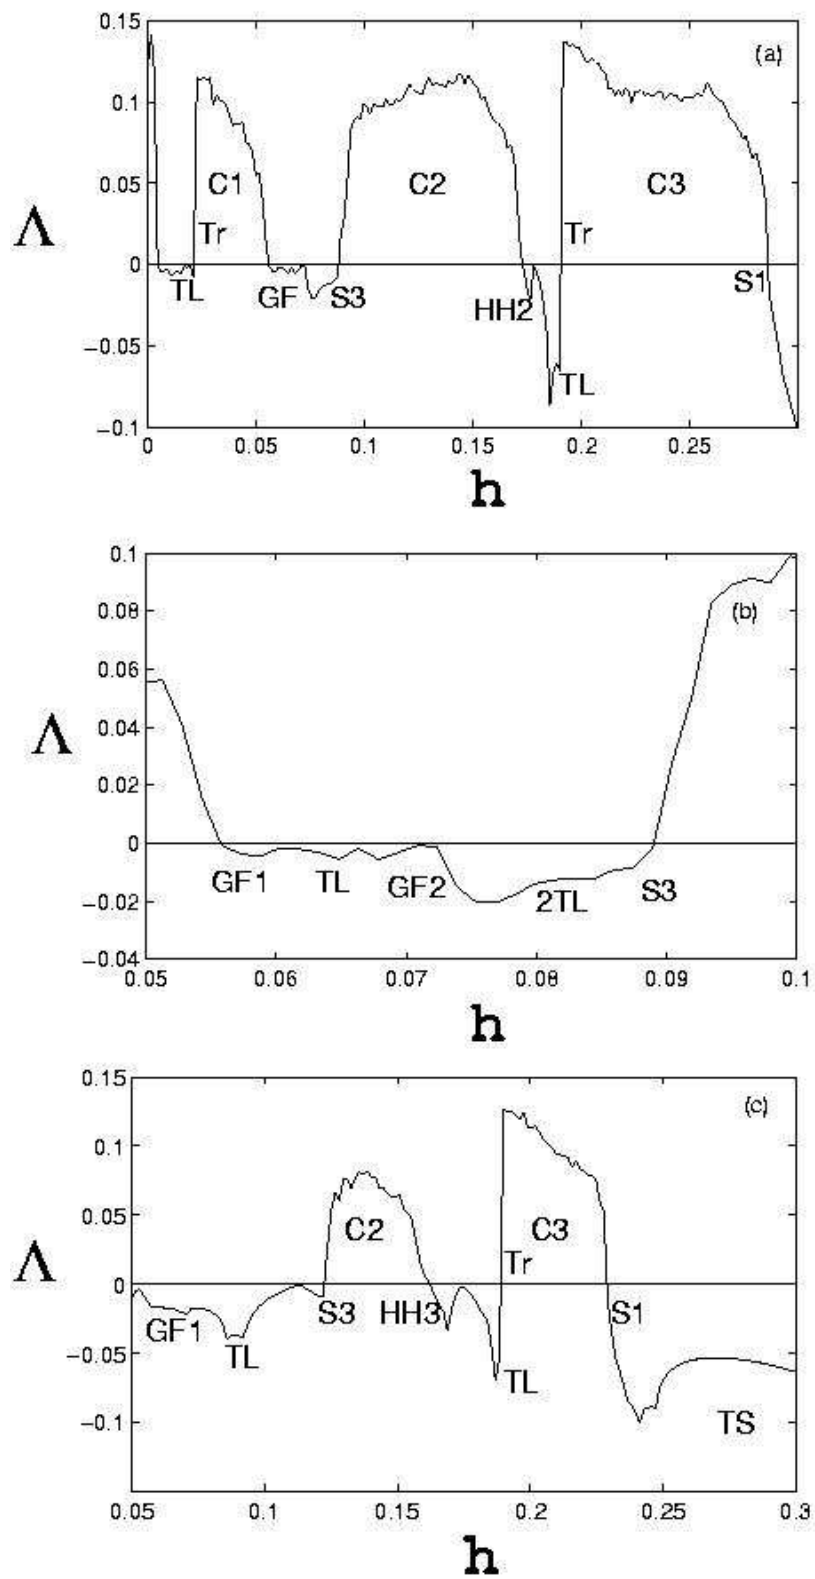 0.15
(a)
0.1
0.05
C1
C2
C3
Tr
Tr
Λ
0
TL
GF
S3
HH2
S1
−0.05
TL
−0.1
0
0.05
0.1
0.15
0.2
0.25
h
0.1
0.08
(b)
0.06
Λ
0.04
0.02
0
GF1
TL
GF2
2TL
S3
−0.02
−0.04
0.05
0.06
0.07
0.08
0.09
0.1
h
0.15
(c)
0.1
0.05
C2
C3
Tr
Λ
0
GF1
TL
S3
HH3
S1
−0.05
TL
−0.1
TS
0.05
0.1
0.15
0.2
0.25
0.3
h